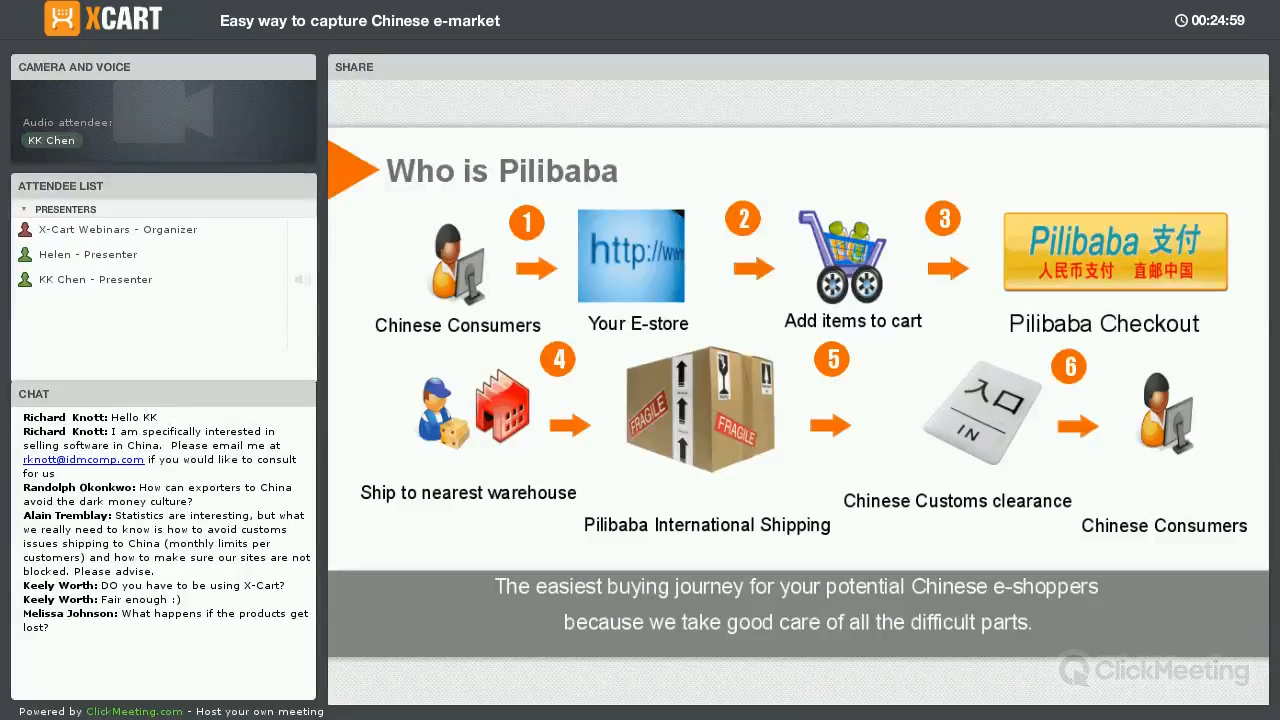 XCART
Easy way to capture Chinese e-market
00:24:59
CAMERA AND VOICE
Audio attendee:
KK Chen
ATTENDEE LIST
PRESENTERS
X-Cart Webinars - Organizer
Helen - Presenter
KK Chen - Presenter
CHAT
Richard Knott: Hello KK
Richard Knott: I am specifically interested in
selling software in China. Please email me at
rknott@idmcomp.com if you would like to consult
for us
Randolph Okonkwo: How can exporters to China
avoid the dark money culture?
Alain Tremblay: Statistics are interesting, but what
we really need to know is how to avoid customs
issues shipping to China (monthly limits per
customers) and how to make sure our sites are not
blocked. Please advise.
Keely Worth: DO you have to be using X-Cart?
Keely Worth: Fair enough :)
Melissa Johnson: What happens if the products get
lost?
Powered by ClickMeeting.com - Host your own meeting
SHARE
Who is Pilibaba
1
2
3
http://ww
Pilibaba 支付
人民币支付 直邮中国
Chinese Consumers
Your E-store
Add items to cart
Pilibaba Checkout
4
5
6
FRAGILE
FRAGILE
入口
IN
Ship to nearest warehouse
Pilibaba International Shipping
Chinese Customs clearance
Chinese Consumers
The easiest buying journey for your potential Chinese e-shoppers
because we take good care of all the difficult parts.
ClickMeeting